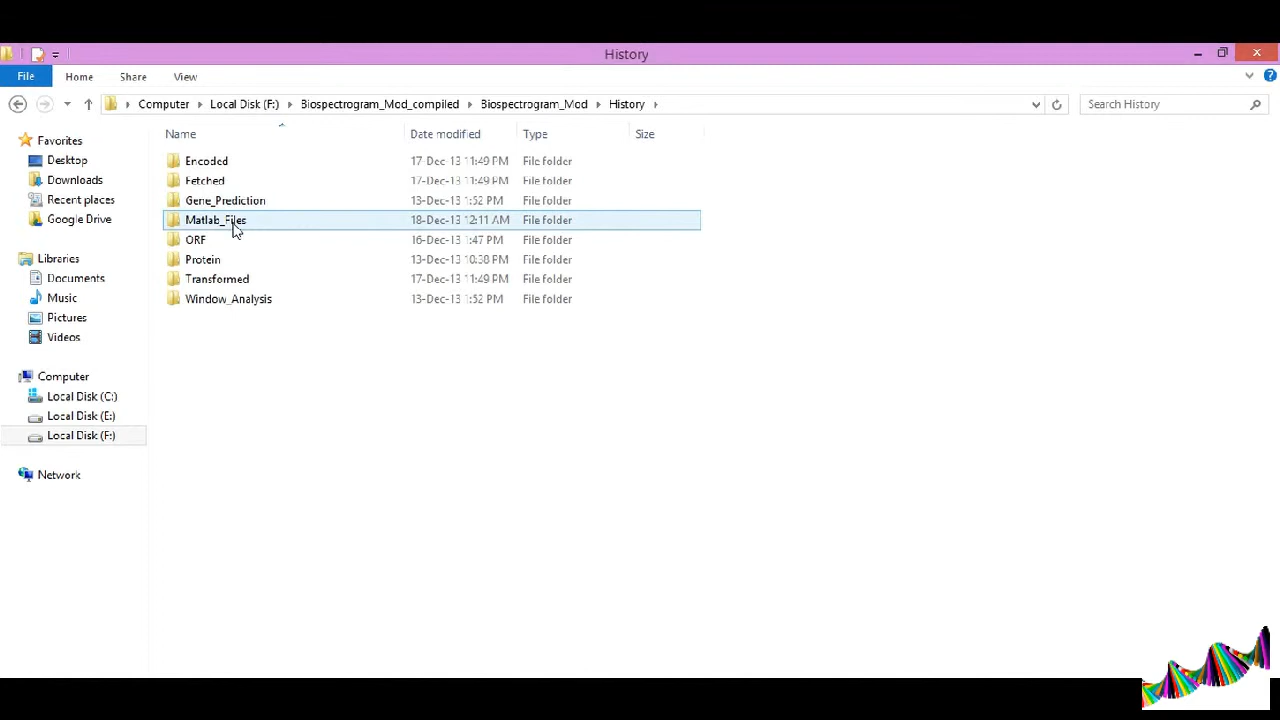 History
File Home Share View
Computer Local Disk (F:) Biospectrogram_Mod_compiled Biospectrogram_Mod History Search History
Name Date modified Type Size
Favorites
Desktop
Downloads
Recent places
Google Drive
Libraries
Documents
Music
Pictures
Videos
Computer
Local Disk (C:)
Local Disk (E:)
Local Disk (F:)
Network
Encoded 17-Dec-13 11:49 PM File folder
Fetched 17-Dec-13 11:49 PM File folder
Gene_Prediction 13-Dec-13 1:52 PM File folder
Matlab_Files 18-Dec-13 12:11 AM File folder
ORF 16-Dec-13 1:47 PM File folder
Protein 13-Dec-13 10:38 PM File folder
Transformed 17-Dec-13 11:49 PM File folder
Window_Analysis 13-Dec-13 1:52 PM File folder